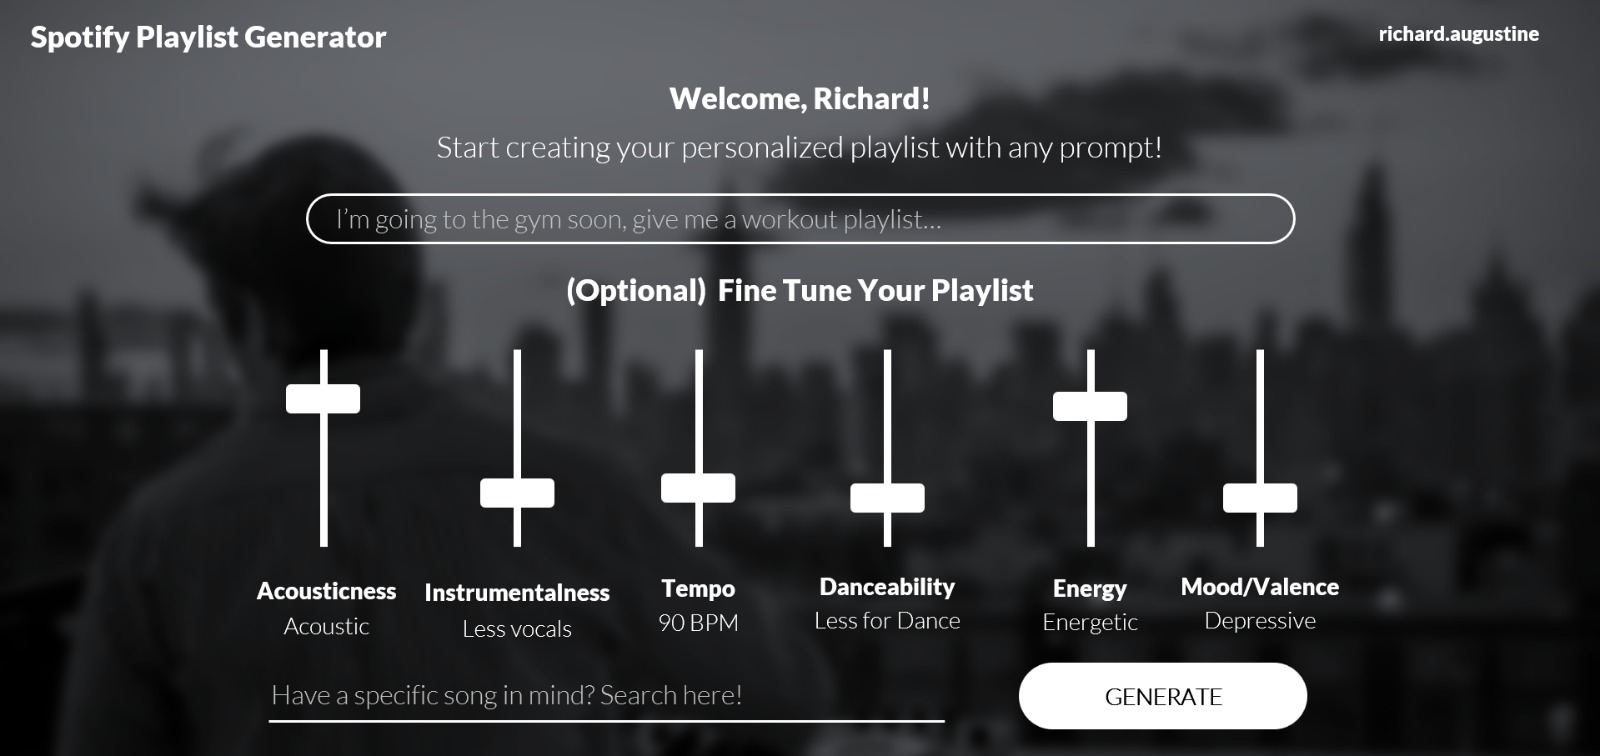 Spotify Playlist Generator
richard.augustine
Welcome, Richard!
Start creating your personalized playlist with any prompt!
I'm going to the gym soon, give me a workout playlist...
(Optional) Fine Tune Your Playlist
Acousticness
Instrumentalness
Tempo
Danceability
Energy
Mood/Valence
Acoustic
Less vocals
90 BPM
Less for Dance
Energetic
Depressive
Have a specific song in mind? Search here!
GENERATE